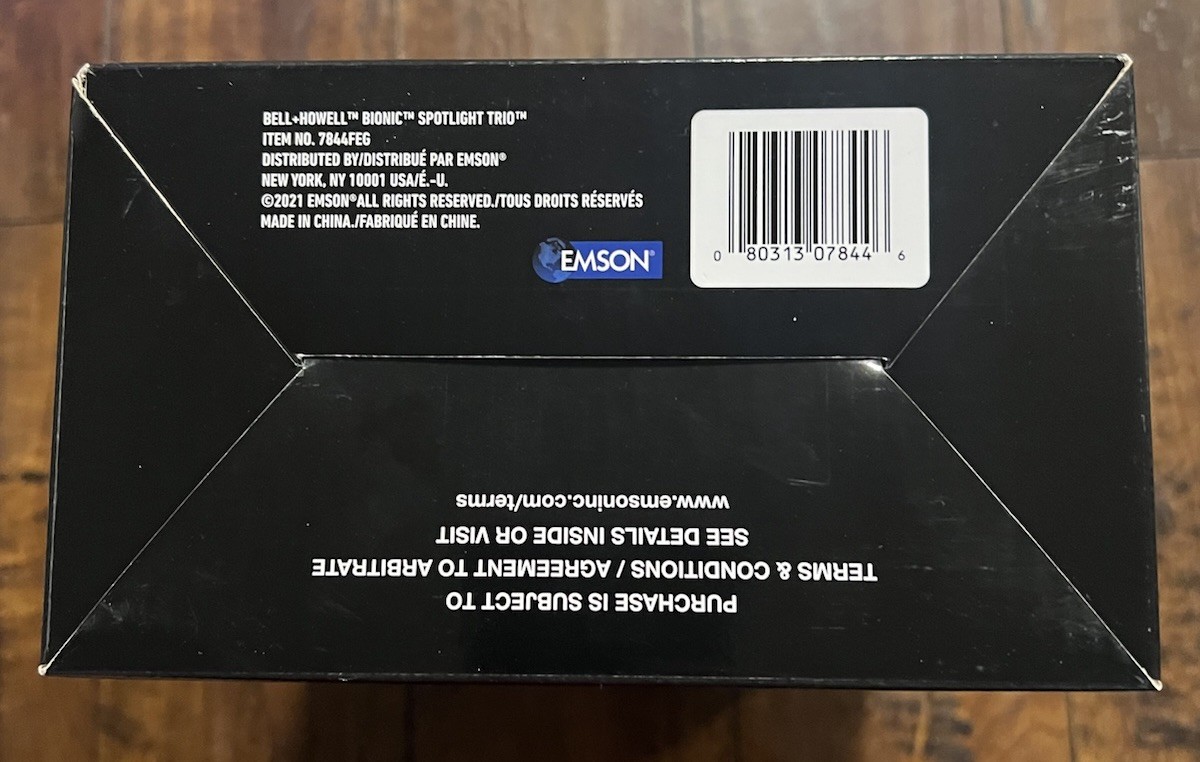 BELL+HOWELL™ BIONIC™ SPOTLIGHT TRIO™
ITEM NO. 7844FEG
DISTRIBUTED BY/DISTRIBUÉ PAR EMSON®
NEW YORK, NY 10001 USA/É.-U.
©2021 EMSON®ALL RIGHTS RESERVED./TOUS DROITS RÉSERVÉS
MADE IN CHINA./FABRIQUÉ EN CHINE.
EMSON®
0 80313 07844 6
PURCHASE IS SUBJECT TO
TERMS & CONDITIONS / AGREEMENT TO ARBITRATE
SEE DETAILS INSIDE OR VISIT
www.emsoninc.com/terms